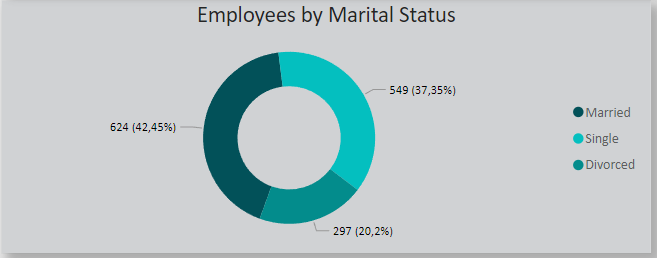 Employees by Marital Status
549 (37,35%)
624 (42,45%)
297 (20,2%)
Married
Single
Divorced